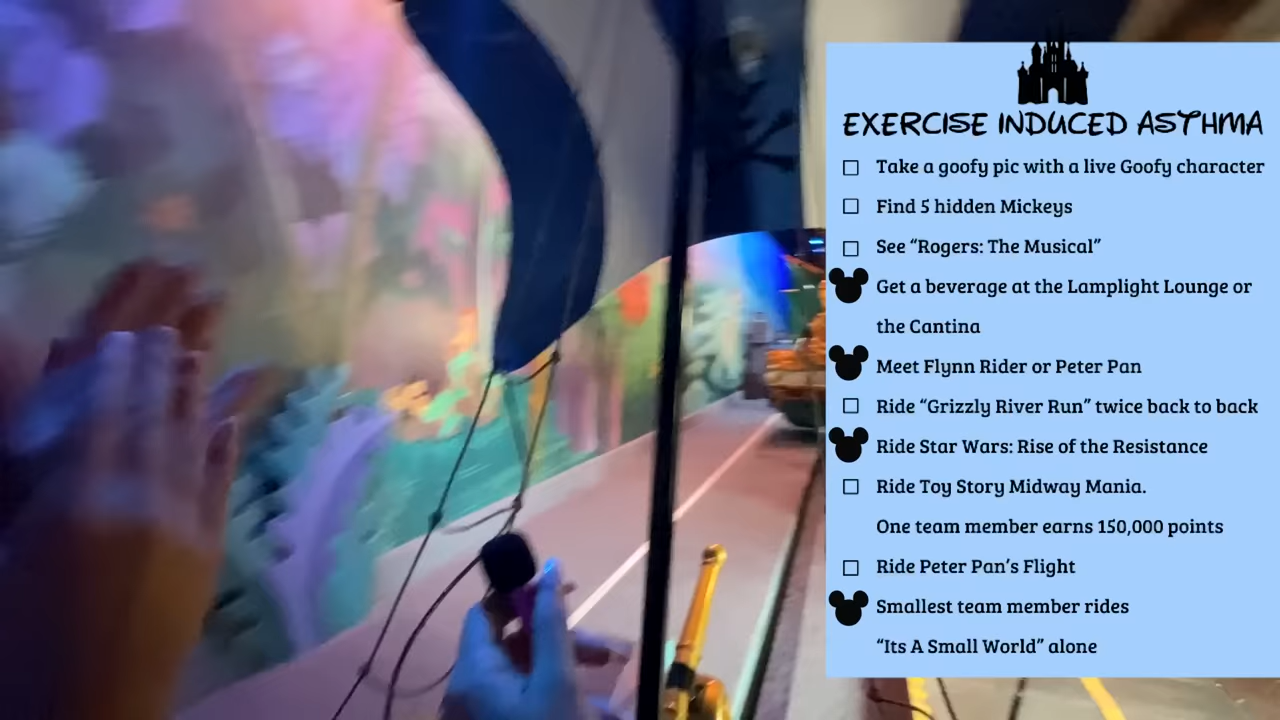 EXERCISE INDUCED ASTHMA
Take a goofy pic with a live Goofy character
Find 5 hidden Mickeys
See “Rogers: The Musical”
Get a beverage at the Lamplight Lounge or
the Cantina
Meet Flynn Rider or Peter Pan
Ride “Grizzly River Run” twice back to back
Ride Star Wars: Rise of the Resistance
Ride Toy Story Midway Mania.
One team member earns 150,000 points
Ride Peter Pan’s Flight
Smallest team member rides
“Its A Small World” alone